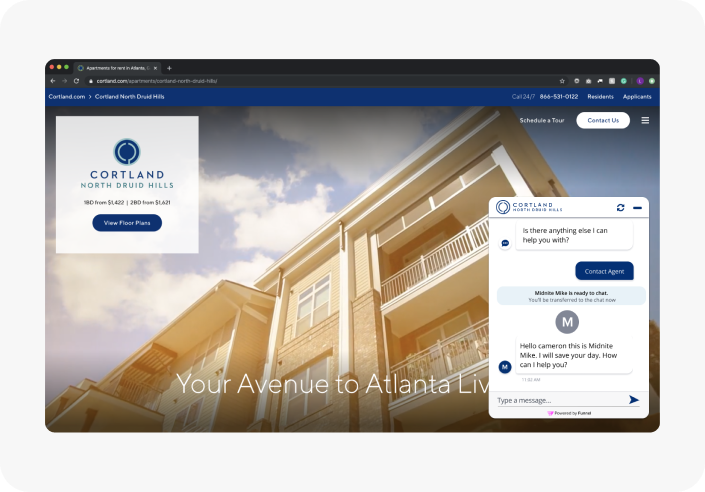 Apartments for rent in Atlanta, G
cortland.com/apartments/cortland-north-druid-hills/
Cortland.com > Cortland North Druid Hills
Call 24/7 866-531-0122 Residents Applicants
Schedule a Tour Contact Us
CORTLAND
NORTH DRUID HILLS
1BD from $1,422 | 2BD from $1,621
View Floor Plans
Your Avenue to Atlanta Liv
CORTLAND
NORTH DRUID HILLS
Is there anything else I can
help you with?
Contact Agent
Midnite Mike is ready to chat.
You'll be transferred to the chat now
M
Hello cameron this is Midnite
Mike. I will save your day. How
can I help you?
M
11:02 AM
Type a message...
Powered by Funnel